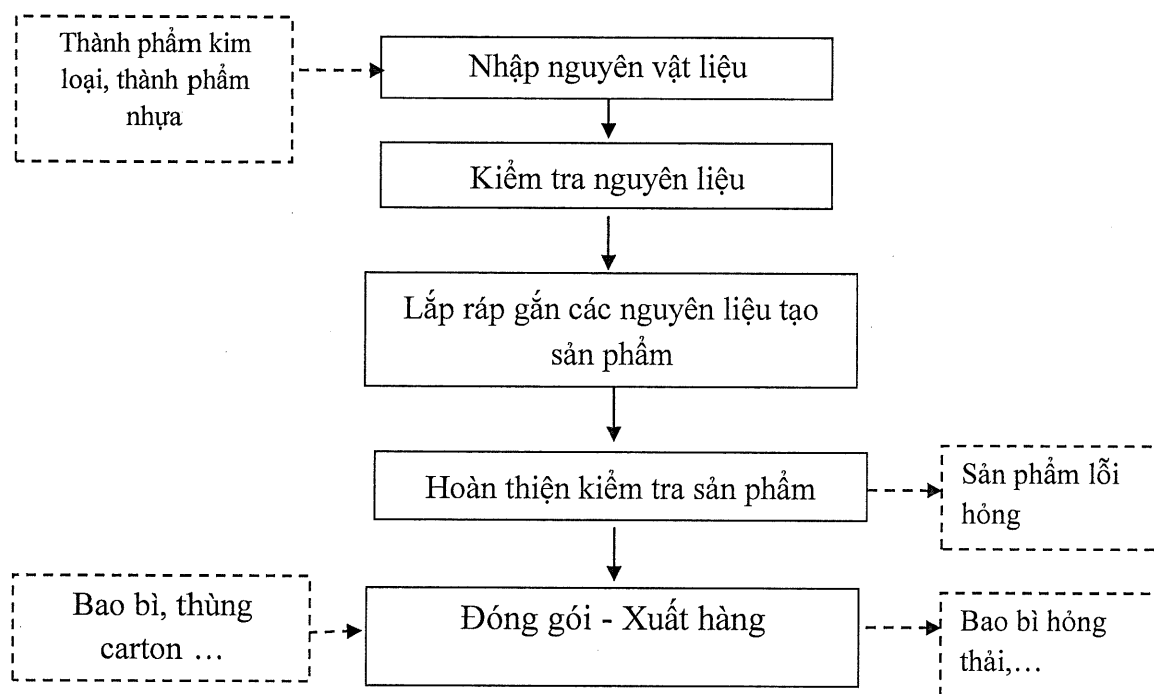 Thành phẩm kim
loại, thành phẩm
nhựa
Nhập nguyên vật liệu
Kiểm tra nguyên liệu
Lắp ráp gắn các nguyên liệu tạo
sản phẩm
Hoàn thiện kiểm tra sản phẩm
Sản phẩm lỗi
hỏng
Bao bì, thùng
carton …
Đóng gói - Xuất hàng
Bao bì hỏng
thải,…